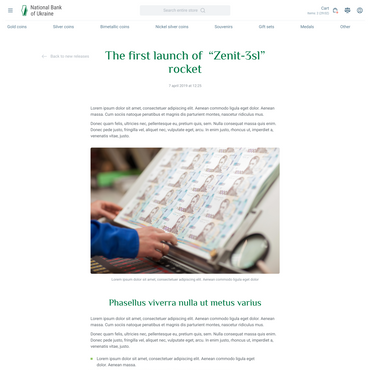 National Bank
of Ukraine
Search entire store
Cart
Gold coins
Silver coins
Bimetallic coins
Nickel silver coins
Souvenirs
Gift sets
Medals
Other
Back to new releases
The first launch of “Zenit-3sl”
rocket
1 april 2019 at 12:29
Lorem ipsum dolor sit amet, consectetuer adipiscing elit. Aenean commodo ligula eget dolor. Aenean
massa. Cum sociis natoque penatibus et magnis dis parturient montes, nascetur ridiculus mus.
Donec quam felis, ultricies nec, pellentesque eu, pretium quis, sem. Nulla consequat massa quis enim.
Donec pede justo, fringilla vel, aliquet nec, vulputate eget, arcu. In enim justo, rhoncus ut, imperdiet a,
venenatis vitae, justo.
Lorem ipsum dolor sit amet, consectetuer adipiscing elit. Aenean commodo ligula eget dolor
Phasellus viverra nulla ut metus varius
Lorem ipsum dolor sit amet, consectetuer adipiscing elit. Aenean commodo ligula eget dolor. Aenean
massa. Cum sociis natoque penatibus et magnis dis parturient montes, nascetur ridiculus mus.
Donec quam felis, ultricies nec, pellentesque eu, pretium quis, sem. Nulla consequat massa quis enim.
Donec pede justo, fringilla vel, aliquet nec, vulputate eget, arcu. In enim justo, rhoncus ut, imperdiet a,
venenatis vitae, justo.
Lorem ipsum dolor sit amet, consectetuer adipiscing elit. Aenean commodo ligula eget
dolor. Aenean massa.